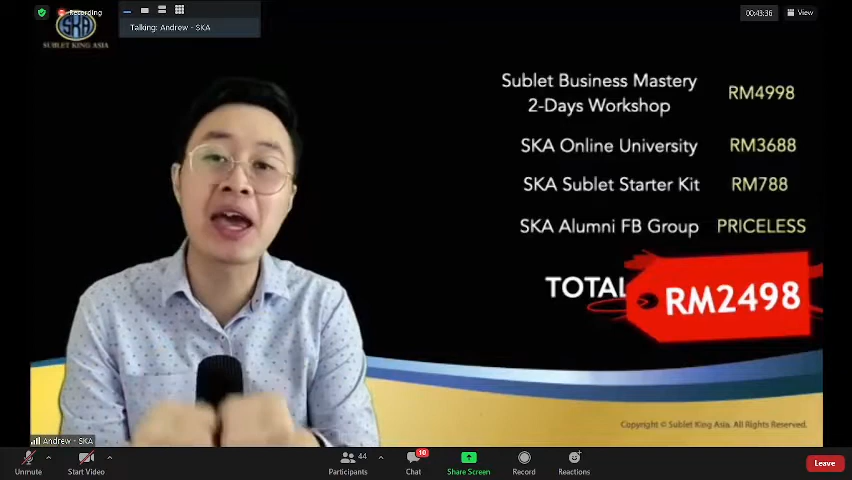 Recording
SKA
SUBLET KING ASIA
Talking: Andrew - SKA
00:43:36
View
Sublet Business Mastery
2-Days Workshop
RM4998
SKA Online University
RM3688
SKA Sublet Starter Kit
RM788
SKA Alumni FB Group
PRICELESS
TOTAL
RM2498
Copyright © Sublet King Asia. All Rights Reserved.
Andrew - SKA
Unmute
Start Video
44
Participants
10
Chat
Share Screen
Record
Reactions
Leave